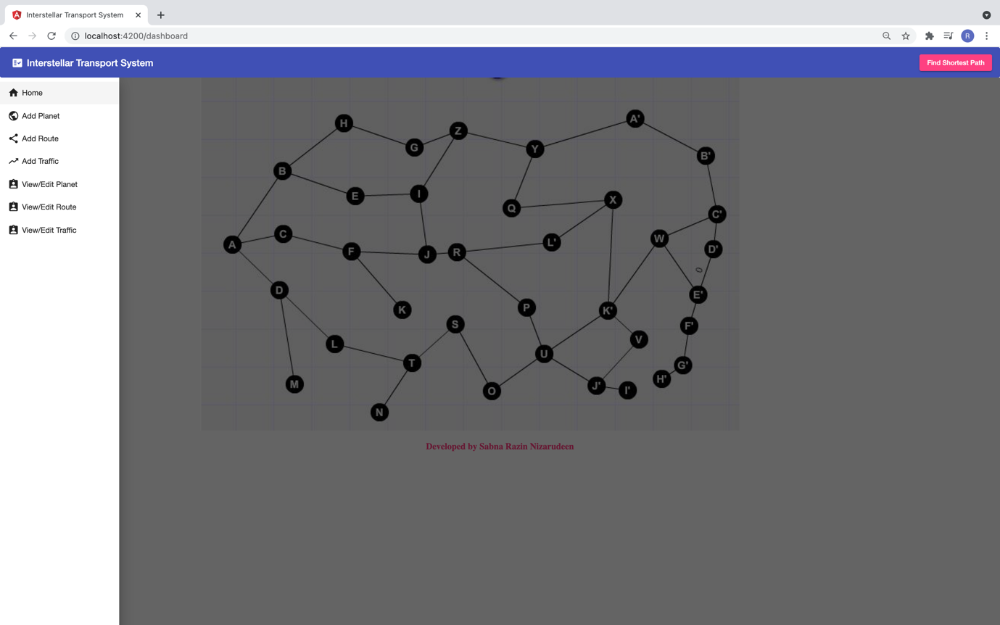 Interstellar Transport System
localhost:4200/dashboard
R
Interstellar Transport System
Find Shortest Path
Home
Add Planet
Add Route
Add Traffic
View/Edit Planet
View/Edit Route
View/Edit Traffic
H
G
Z
Y
A'
B'
B
E
I
Q
X
C'
A
C
F
J
R
L'
W
D'
D
K
P
K'
E'
S
F'
L
T
U
V
G'
M
N
O
J'
I'
H'
Developed by Sabna Razin Nizarudeen